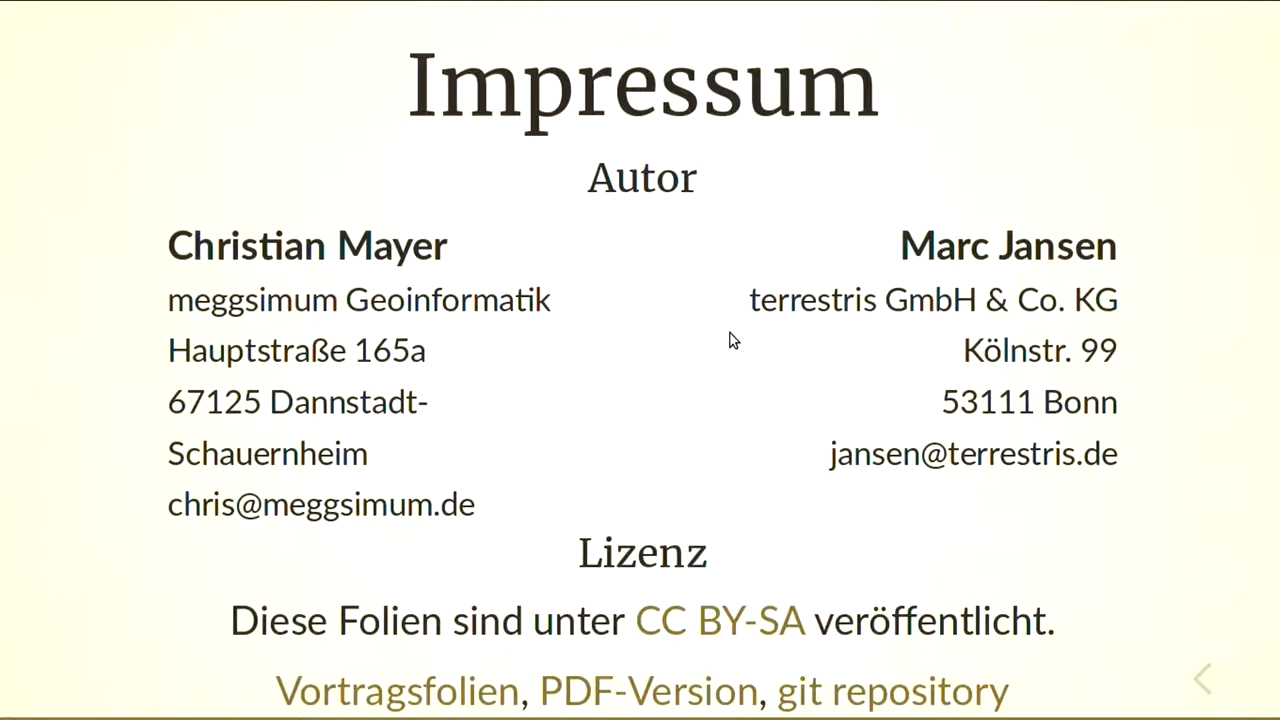 Impressum
Autor
Christian Mayer
meggsimum Geoinformatik
Hauptstraße 165a
67125 Dannstadt-
Schauernheim
chris@meggsimum.de
Marc Jansen
terrestris GmbH & Co. KG
Kölnstr. 99
53111 Bonn
jansen@terrestris.de
Lizenz
Diese Folien sind unter CC BY-SA veröffentlicht.
Vortragsfolien, PDF-Version, git repository